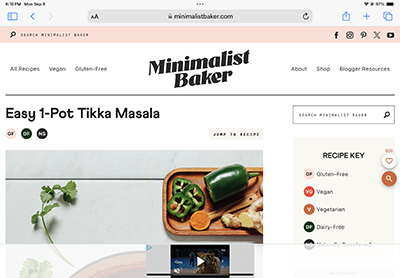 6:10 PM Mon Sep 9
97%
AA
minimalistbaker.com
SEARCH MINIMALIST BAKER
All Recipes Vegan Gluten-Free
Minimalist
Baker
About Shop Blogger Resources
Easy 1-Pot Tikka Masala
GF DF NS
JUMP TO RECIPE
SEARCH MINIMALIST BAKER
RECIPE KEY
GF Gluten-Free
VG Vegan
V Vegetarian
DF Dairy-Free